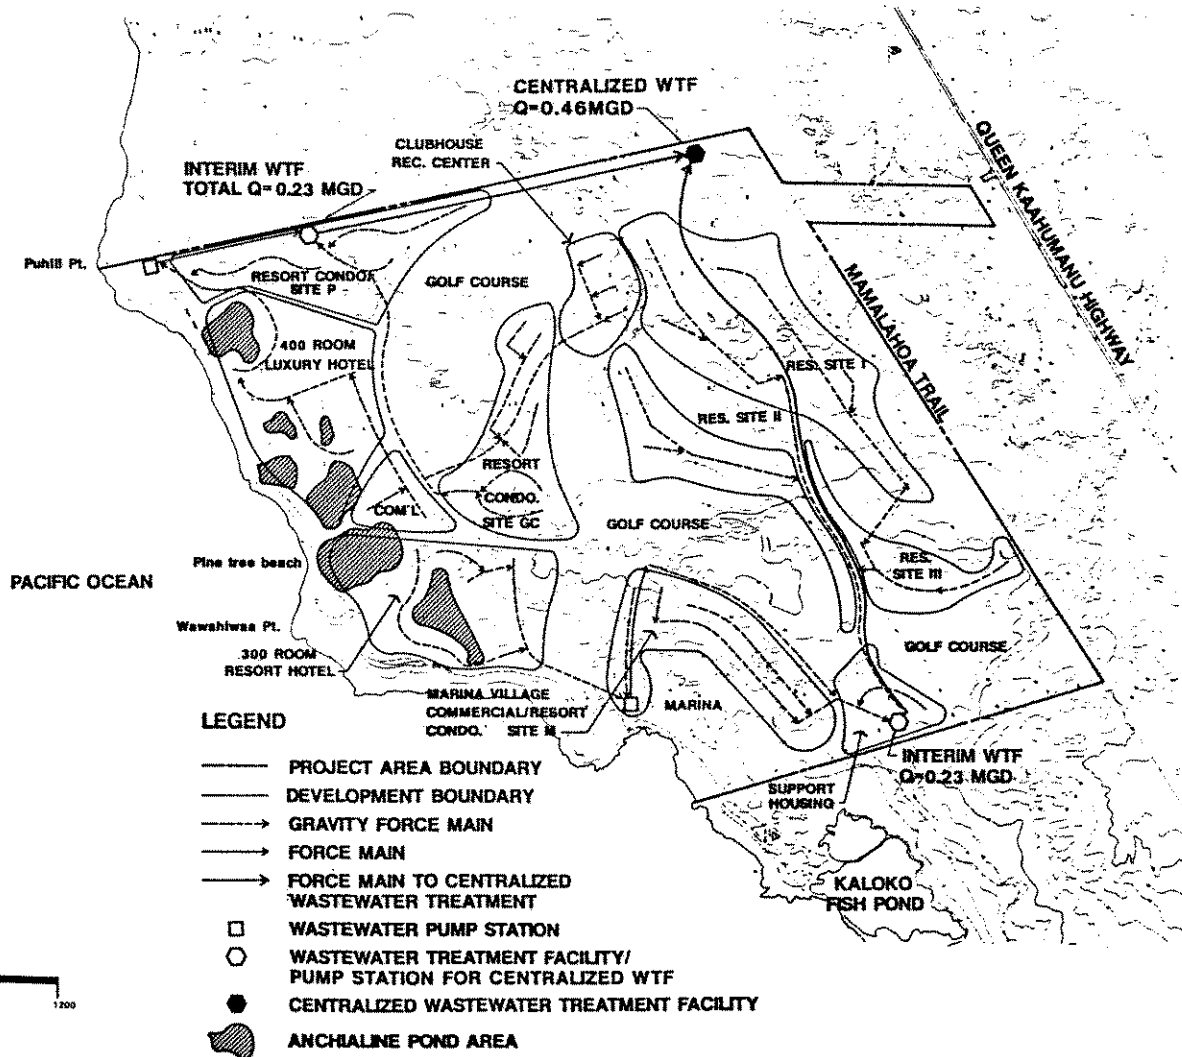 CENTRALIZED WTF
Q=0.46MGD
CLUBHOUSE
REC. CENTER
INTERIM WTF
TOTAL Q=0.23 MGD
QUEEN KAAHUMANU HIGHWAY
Puhili Pt.
RESORT CONDO.
SITE P
GOLF COURSE
MAMALAHOA TRAIL
400 ROOM
LUXURY HOTEL
RES. SITE I
RES. SITE II
RESORT
CONDO.
SITE GC
COM'L
GOLF COURSE
Pine tree beach
RES.
SITE III
PACIFIC OCEAN
Wawahiwaa Pt.
300 ROOM
RESORT HOTEL
GOLF COURSE
MARINA VILLAGE
COMMERCIAL/RESORT
CONDO. SITE M
MARINA
INTERIM WTF
Q=0.23 MGD
SUPPORT
HOUSING
KALOKO
FISH POND
LEGEND
PROJECT AREA BOUNDARY
DEVELOPMENT BOUNDARY
GRAVITY FORCE MAIN
FORCE MAIN
FORCE MAIN TO CENTRALIZED
WASTEWATER TREATMENT
WASTEWATER PUMP STATION
WASTEWATER TREATMENT FACILITY/
PUMP STATION FOR CENTRALIZED WTF
CENTRALIZED WASTEWATER TREATMENT FACILITY
ANCHIALINE POND AREA
1200